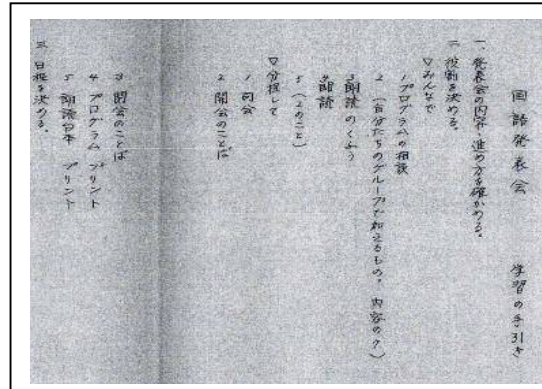 国語発表会　学習の手引き
一、発表会の内容・進め方を確かめる。
二、役割を決める。
▽みんなで
1 プログラムの相談
2 (自分たちのグループで加えるもの。内容のク)
3 朗読のくふう
4 朗読
5 (2のこと)
▽分担して
1 司会
2 開会のことば
3 閉会のことば
4 プログラム プリント
5 朗読台本 プリント
三 日程を決める。